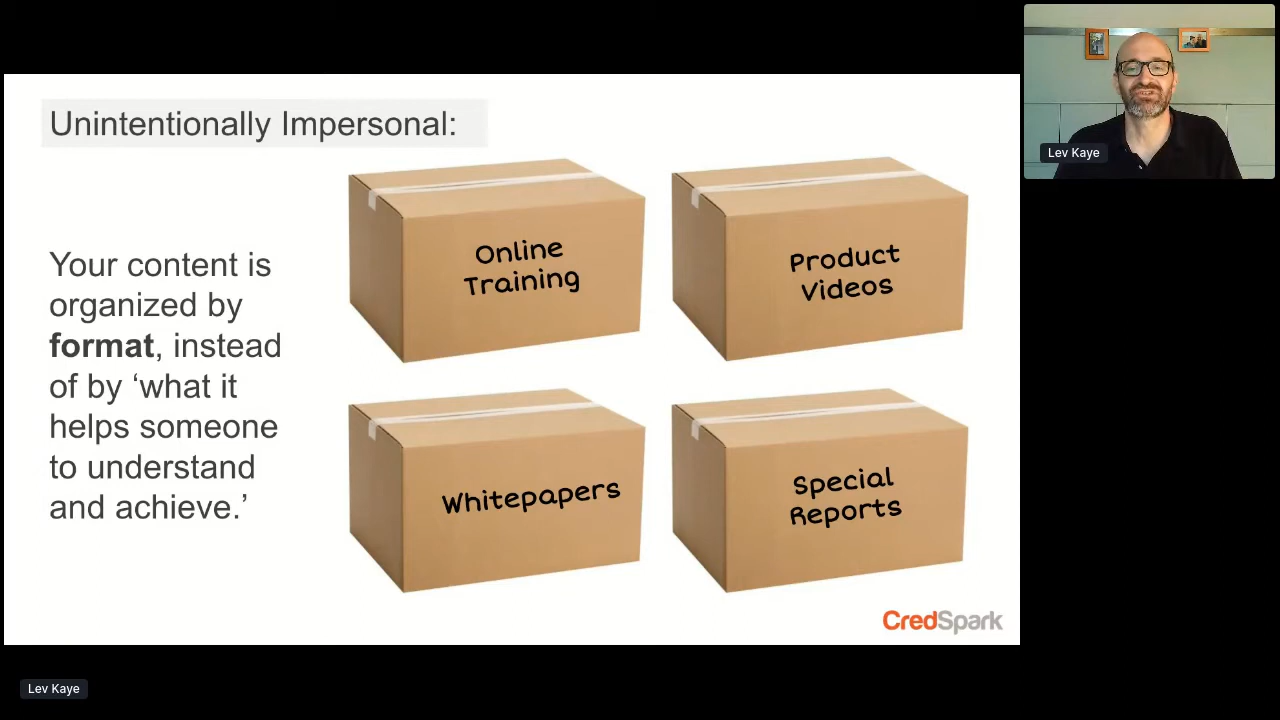 Unintentionally Impersonal:
Your content is
organized by
format, instead
of by ‘what it
helps someone
to understand
and achieve.’
Online
Training
Product
Videos
Whitepapers
Special
Reports
CredSpark
Lev Kaye
Lev Kaye